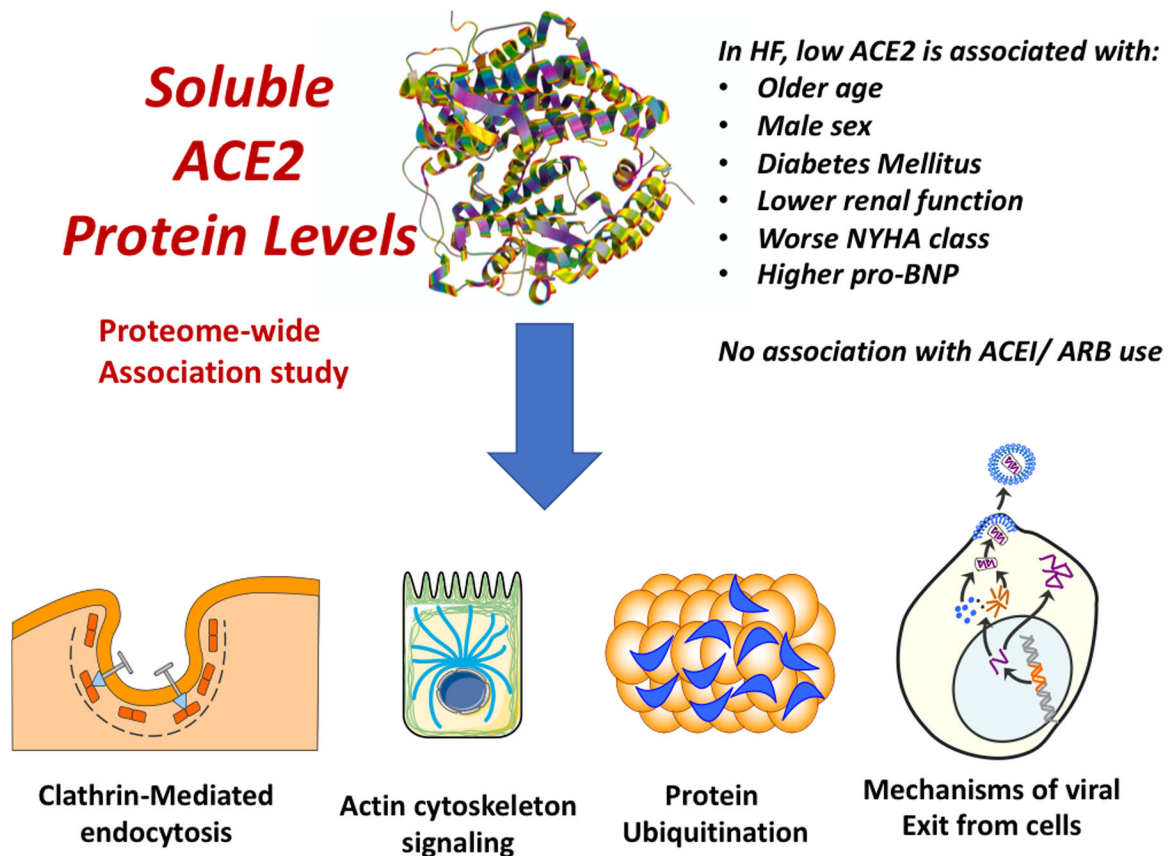 Soluble
ACE2
Protein Levels
Proteome-wide
Association study
In HF, low ACE2 is associated with:
• Older age
• Male sex
• Diabetes Mellitus
• Lower renal function
• Worse NYHA class
• Higher pro-BNP
No association with ACEI/ ARB use
Clathrin-Mediated
endocytosis
Actin cytoskeleton
signaling
Protein
Ubiquitination
Mechanisms of viral
Exit from cells